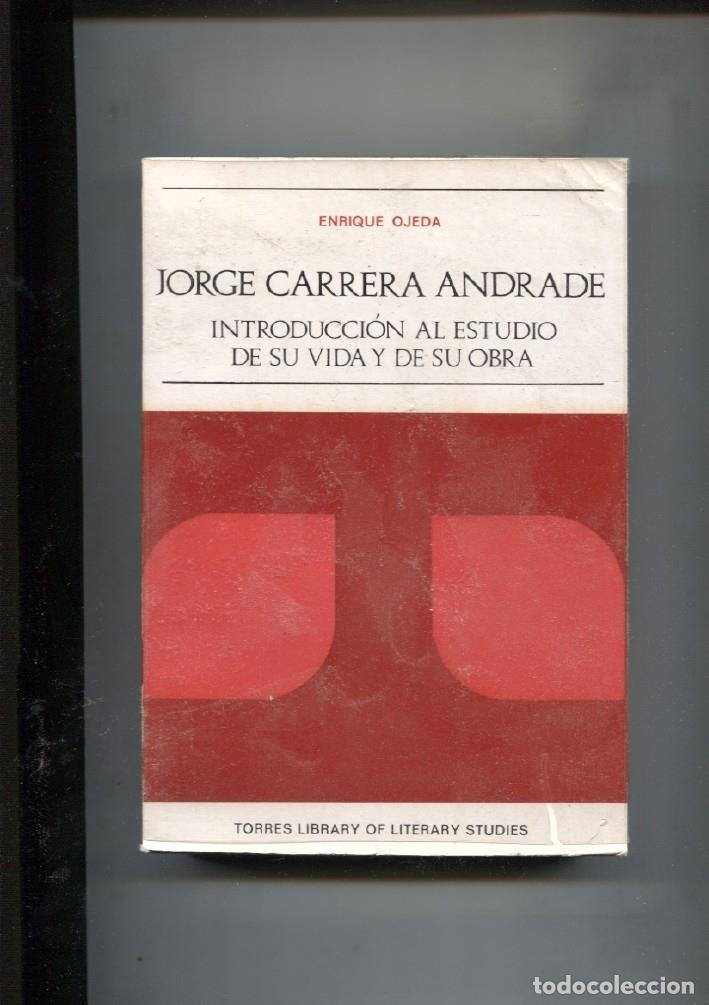 ENRIQUE OJEDA
JORGE CARRERA ANDRADE
INTRODUCCIÓN AL ESTUDIO
DE SU VIDA Y DE SU OBRA
TORRES LIBRARY OF LITERARY STUDIES
todocoleccion